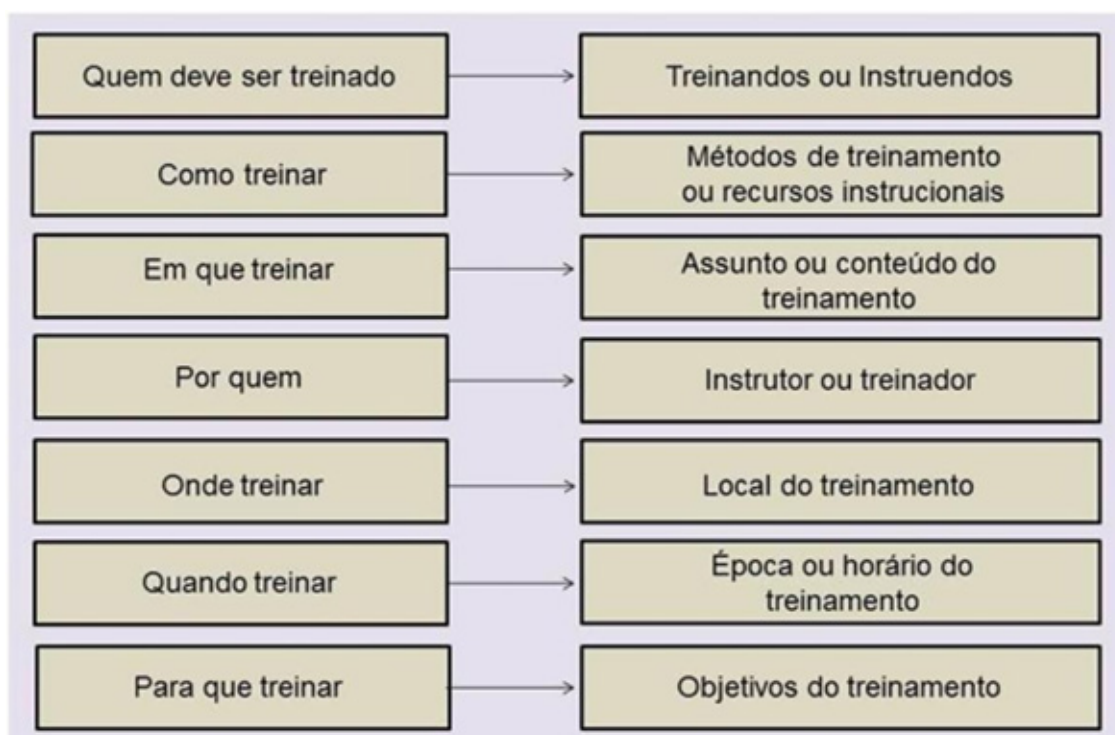 Quem deve ser treinado
Treinandos ou Instruendos
Como treinar
Métodos de treinamento
ou recursos instrucionais
Em que treinar
Assunto ou conteúdo do
treinamento
Por quem
Instrutor ou treinador
Onde treinar
Local do treinamento
Quando treinar
Época ou horário do
treinamento
Para que treinar
Objetivos do treinamento